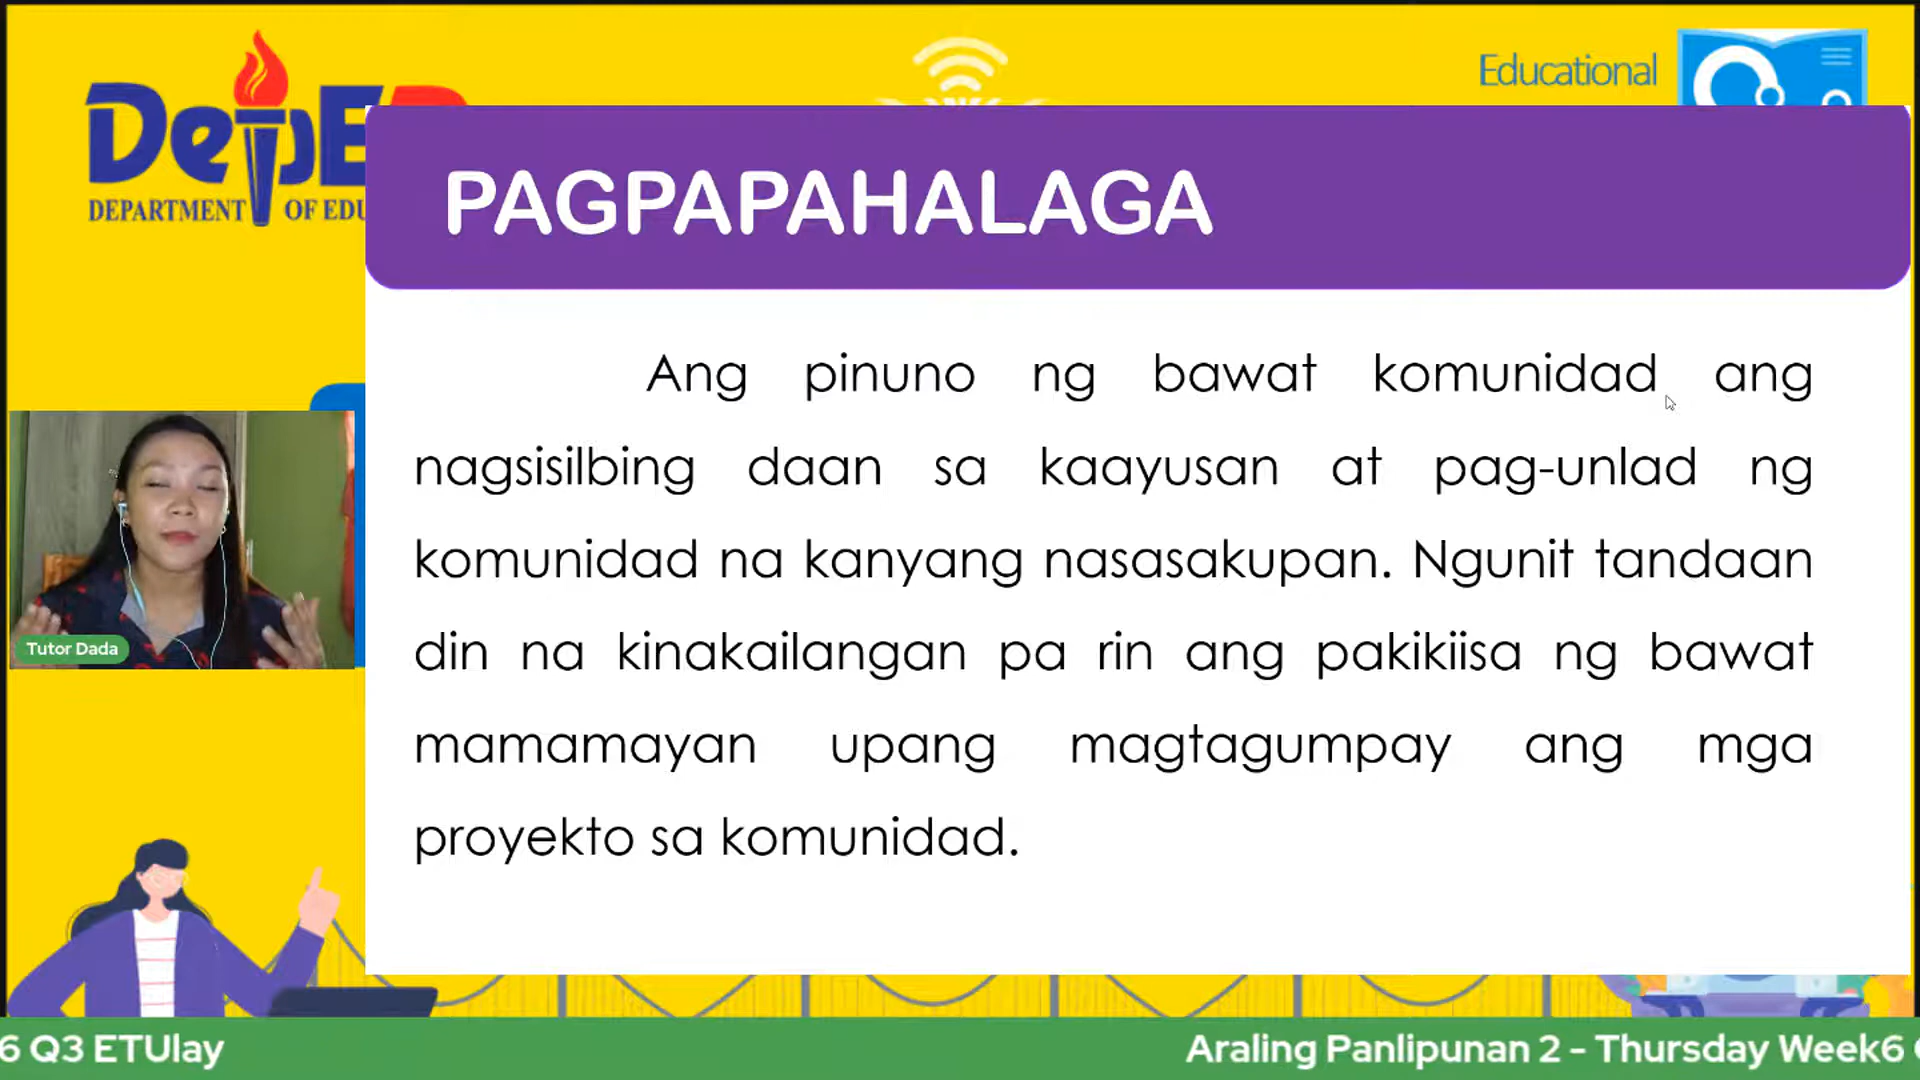 DepE
DEPARTMENT OF EDU
Educational
PAGPAPAHALAGA
Ang pinuno ng bawat komunidad ang
nagsisilbing daan sa kaayusan at pag-unlad ng
komunidad na kanyang nasasakupan. Ngunit tandaan
din na kinakailangan pa rin ang pakikiisa ng bawat
mamamayan upang magtagumpay ang mga
proyekto sa komunidad.
Tutor Dada
6 Q3 ETUlay
Araling Panlipunan 2 - Thursday Week6